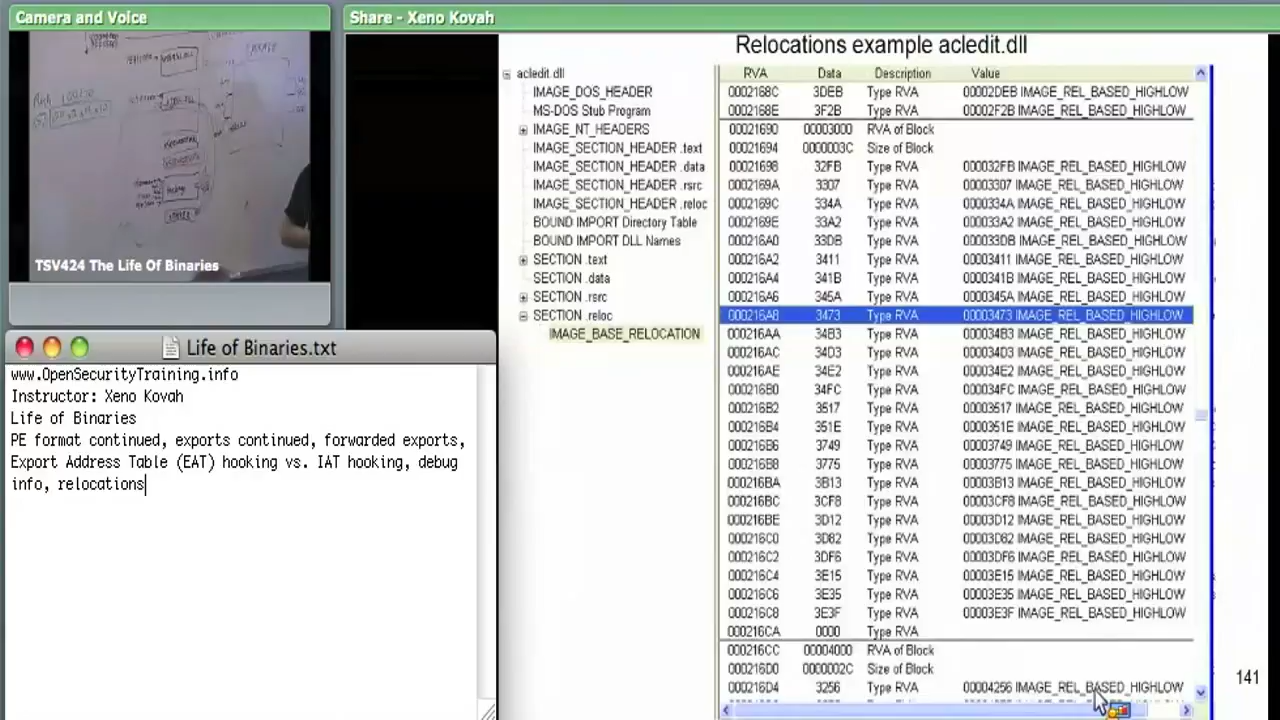 Camera and Voice
TSV424 The Life Of Binaries
Life of Binaries.txt
www.OpenSecurityTraining.info
Instructor: Xeno Kovah
Life of Binaries
PE format continued, exports continued, forwarded exports,
Export Address Table (EAT) hooking vs. IAT hooking, debug
info, relocations
Share - Xeno Kovah
Relocations example acledit.dll
acledit.dll
IMAGE_DOS_HEADER
MS-DOS Stub Program
IMAGE_NT_HEADERS
IMAGE_SECTION_HEADER .text
IMAGE_SECTION_HEADER .data
IMAGE_SECTION_HEADER .rsrc
IMAGE_SECTION_HEADER .reloc
BOUND IMPORT Directory Table
BOUND IMPORT DLL Names
SECTION .text
SECTION .data
SECTION .rsrc
SECTION .reloc
IMAGE_BASE_RELOCATION
RVA Data Description Value
0002168C 3DEB Type RVA 00002DEB IMAGE_REL_BASED_HIGHLOW
0002168E 3F2B Type RVA 00002F2B IMAGE_REL_BASED_HIGHLOW
00021690 00003000 RVA of Block
00021694 0000003C Size of Block
00021698 32FB Type RVA 000032FB IMAGE_REL_BASED_HIGHLOW
0002169A 3307 Type RVA 00003307 IMAGE_REL_BASED_HIGHLOW
0002169C 334A Type RVA 0000334A IMAGE_REL_BASED_HIGHLOW
0002169E 33A2 Type RVA 000033A2 IMAGE_REL_BASED_HIGHLOW
000216A0 33DB Type RVA 000033DB IMAGE_REL_BASED_HIGHLOW
000216A2 3411 Type RVA 00003411 IMAGE_REL_BASED_HIGHLOW
000216A4 341B Type RVA 0000341B IMAGE_REL_BASED_HIGHLOW
000216A6 345A Type RVA 0000345A IMAGE_REL_BASED_HIGHLOW
000216A8 3473 Type RVA 00003473 IMAGE_REL_BASED_HIGHLOW
000216AA 34B3 Type RVA 000034B3 IMAGE_REL_BASED_HIGHLOW
000216AC 34D3 Type RVA 000034D3 IMAGE_REL_BASED_HIGHLOW
000216AE 34E2 Type RVA 000034E2 IMAGE_REL_BASED_HIGHLOW
000216B0 34FC Type RVA 000034FC IMAGE_REL_BASED_HIGHLOW
000216B2 3517 Type RVA 00003517 IMAGE_REL_BASED_HIGHLOW
000216B4 351E Type RVA 0000351E IMAGE_REL_BASED_HIGHLOW
000216B6 3749 Type RVA 00003749 IMAGE_REL_BASED_HIGHLOW
000216B8 3775 Type RVA 00003775 IMAGE_REL_BASED_HIGHLOW
000216BA 3B13 Type RVA 00003B13 IMAGE_REL_BASED_HIGHLOW
000216BC 3CF8 Type RVA 00003CF8 IMAGE_REL_BASED_HIGHLOW
000216BE 3D12 Type RVA 00003D12 IMAGE_REL_BASED_HIGHLOW
000216C0 3D82 Type RVA 00003D82 IMAGE_REL_BASED_HIGHLOW
000216C2 3DF6 Type RVA 00003DF6 IMAGE_REL_BASED_HIGHLOW
000216C4 3E15 Type RVA 00003E15 IMAGE_REL_BASED_HIGHLOW
000216C6 3E35 Type RVA 00003E35 IMAGE_REL_BASED_HIGHLOW
000216C8 3E3F Type RVA 00003E3F IMAGE_REL_BASED_HIGHLOW
000216CA 0000 Type RVA
000216CC 00004000 RVA of Block
000216D0 0000002C Size of Block
000216D4 3256 Type RVA 00004256 IMAGE_REL_BASED_HIGHLOW
141